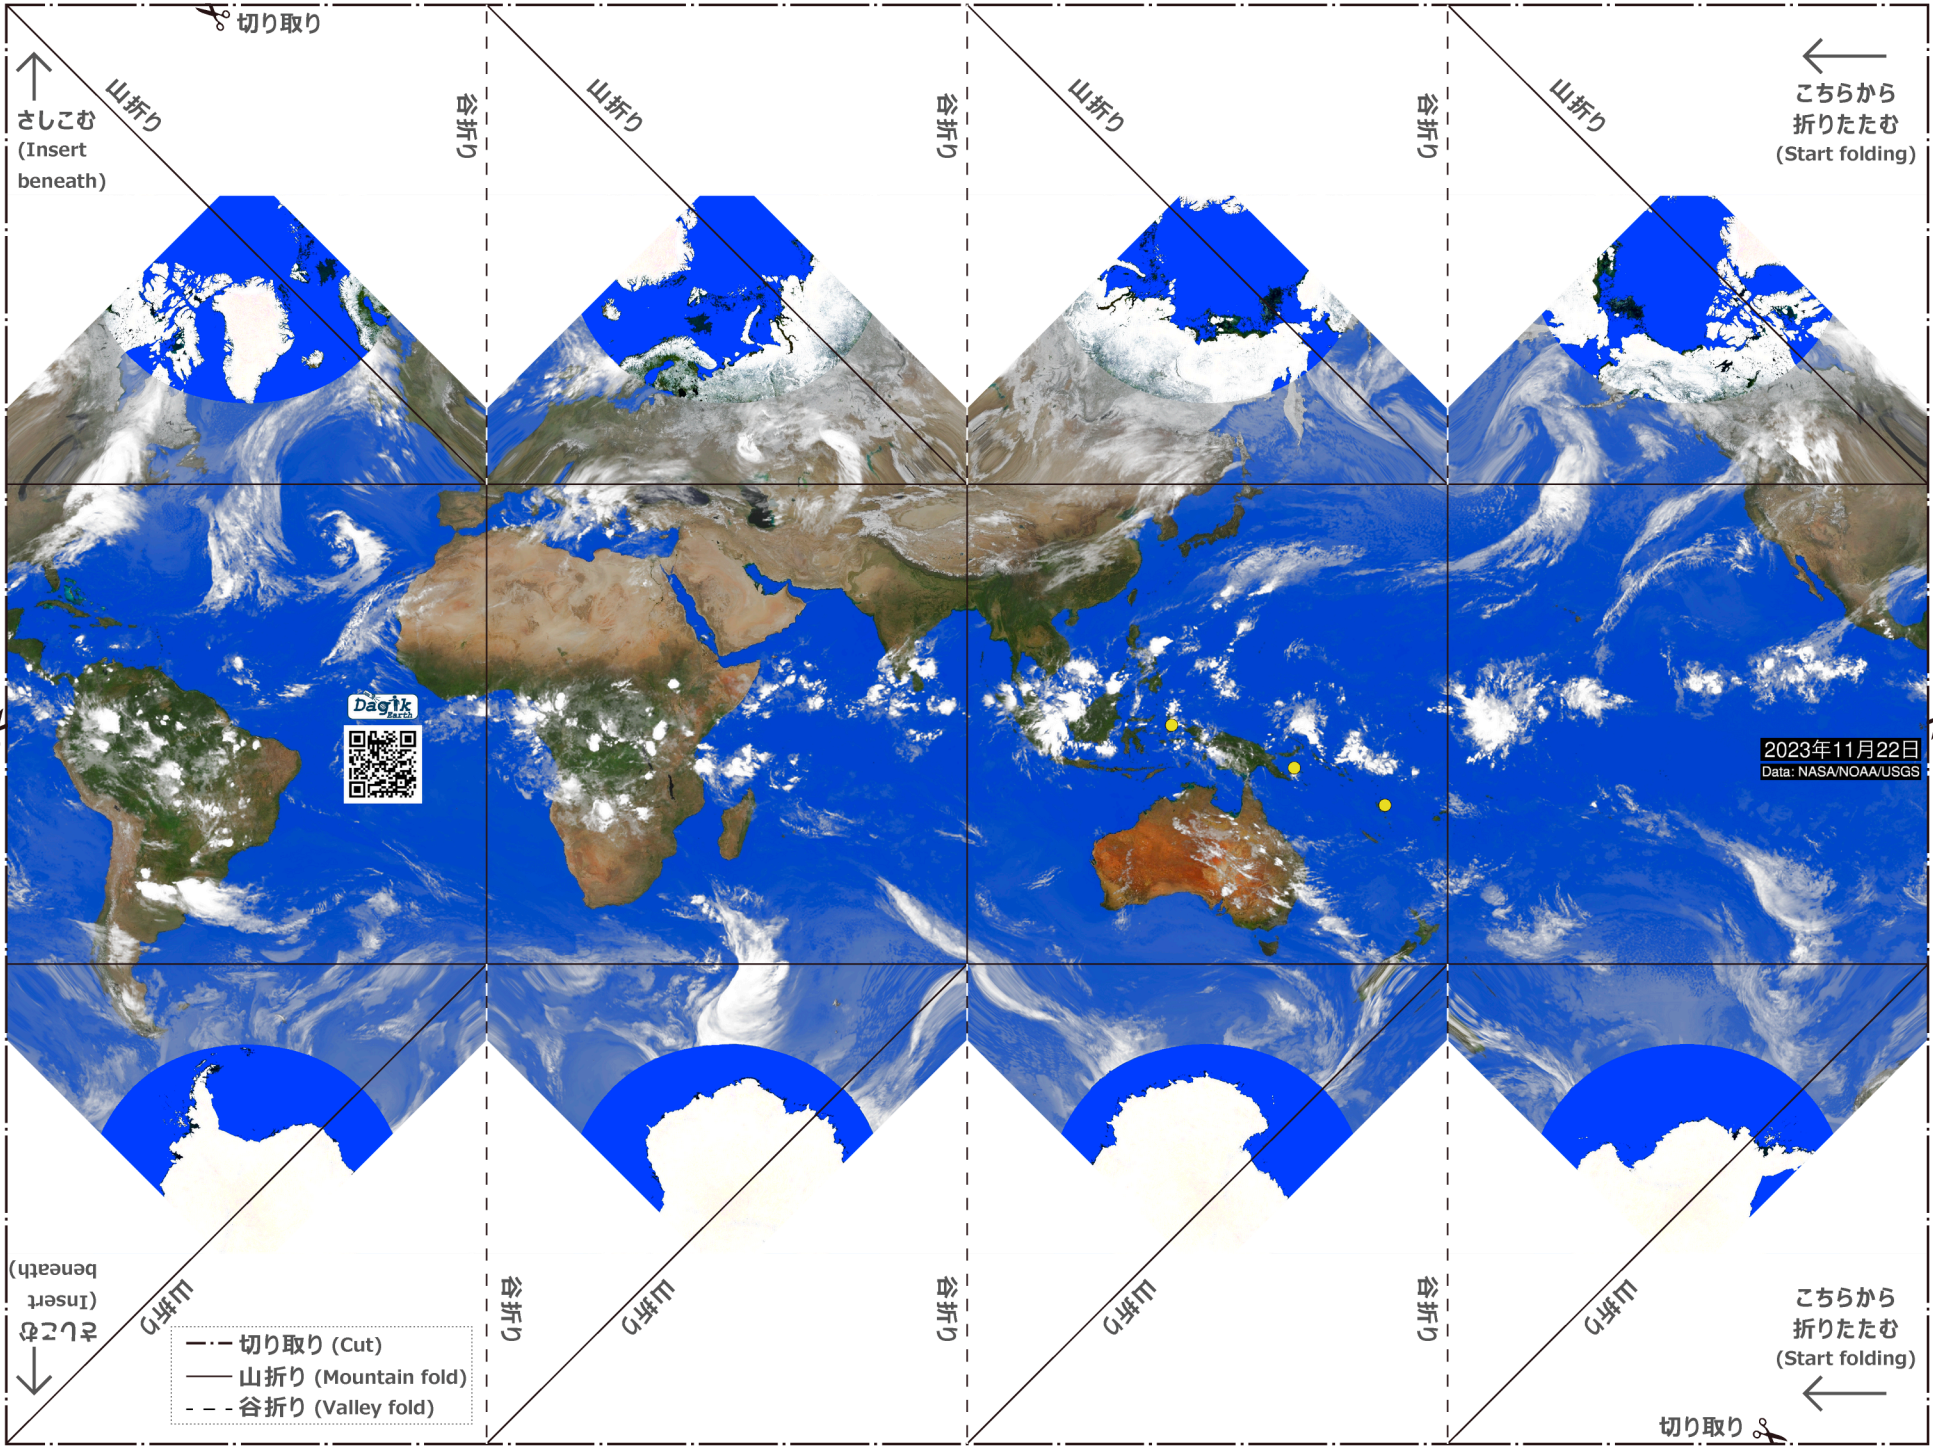 切り取り
山折り
谷折り
山折り
谷折り
山折り
谷折り
山折り
さしこむ
(Insert
beneath)
こちらから
折りたたむ
(Start folding)
Dagik
Earth
2023年11月22日
Data: NASA/NOAA/USGS
さしこむ
(Insert
beneath)
山折り
谷折り
山折り
谷折り
山折り
谷折り
山折り
こちらから
折りたたむ
(Start folding)
切り取り (Cut)
山折り (Mountain fold)
谷折り (Valley fold)
切り取り